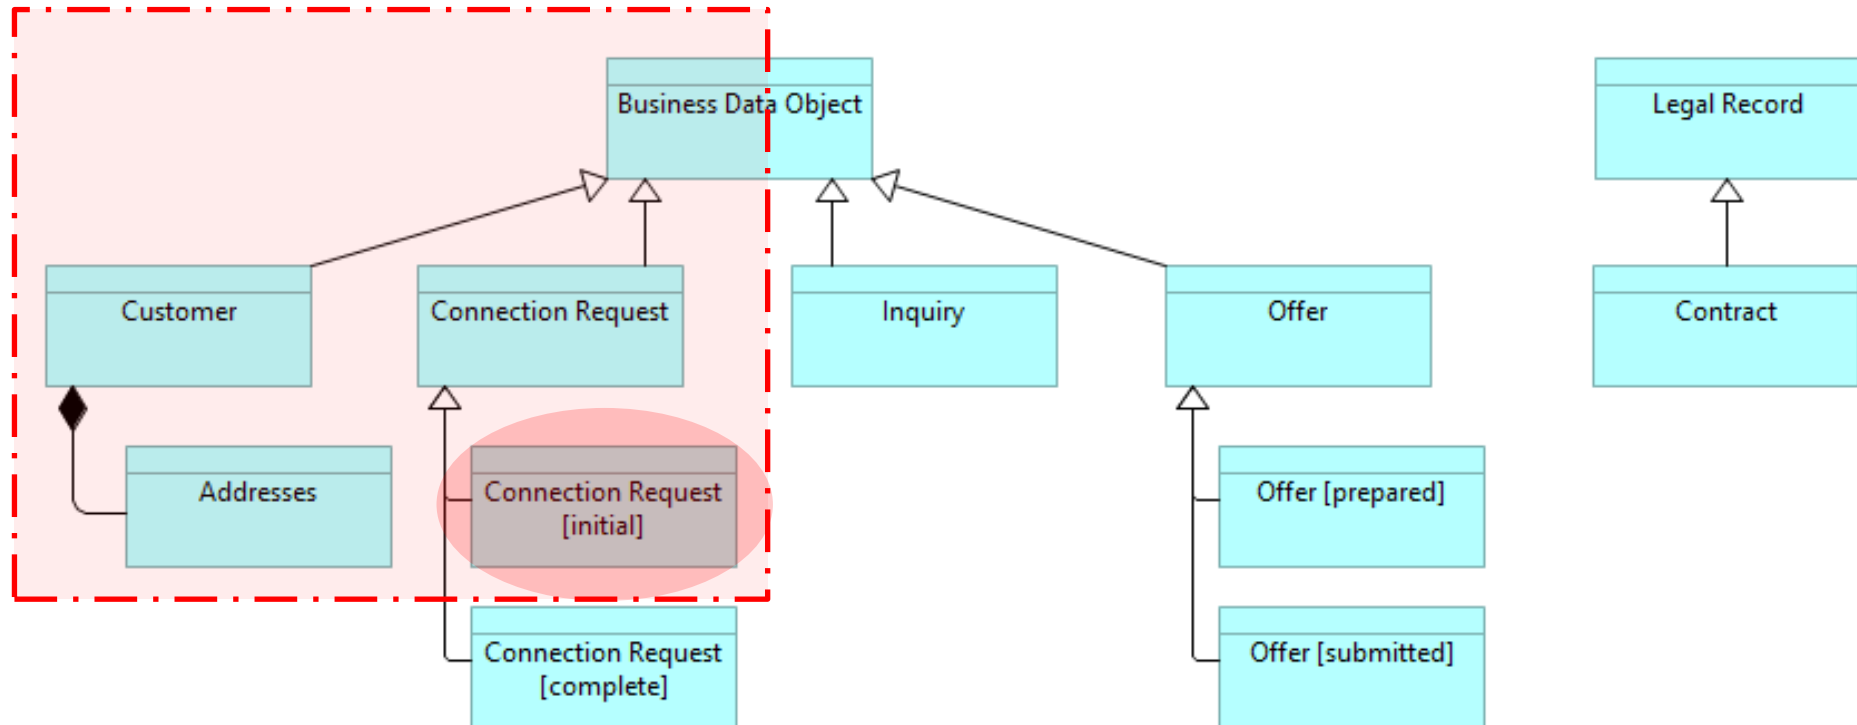 Business Data Object
Legal Record
Customer
Connection Request
Inquiry
Offer
Contract
Addresses
Connection Request
[initial]
Offer [prepared]
Connection Request
[complete]
Offer [submitted]